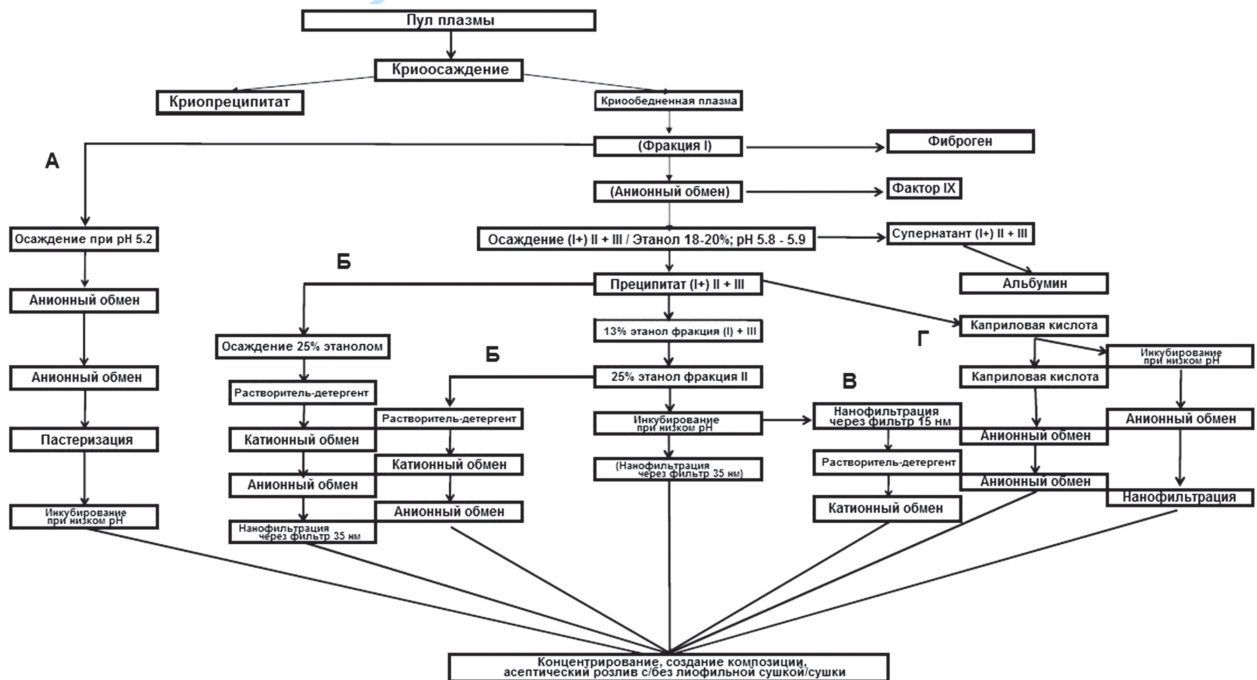 Пул плазмы
Криоосаждение
Криопреципитат
Криообедненная плазма
А
(Фракция I)
Фиброген
(Анионный обмен)
Фактор IX
Осаждение при pH 5.2
Осаждение (I+) II + III / Этанол 18-20%; pH 5.8 - 5.9
Супернатант (I+) II + III
Б
Преципитат (I+) II + III
Альбумин
Анионный обмен
13% этанол фракция (I) + III
Каприловая кислота
Г
Осаждение 25% этанолом
Б
Инкубирование
при низком pH
Анионный обмен
25% этанол фракция II
В
Каприловая кислота
Растворитель-детергент
Растворитель-детергент
Инкубирование
при низком pH
Нанофильтрация
через фильтр 15 нм
Анионный обмен
Пастеризация
Катионный обмен
Анионный обмен
Катионный обмен
(Нанофильтрация
через фильтр 35 нм)
Растворитель-детергент
Анионный обмен
Анионный обмен
Нанофильтрация
Инкубирование
при низком pH
Анионный обмен
Катионный обмен
Нанофильтрация
через фильтр 35 нм
Концентрирование, создание композиции,
асептический розлив с/без лиофильной сушкой/сушки